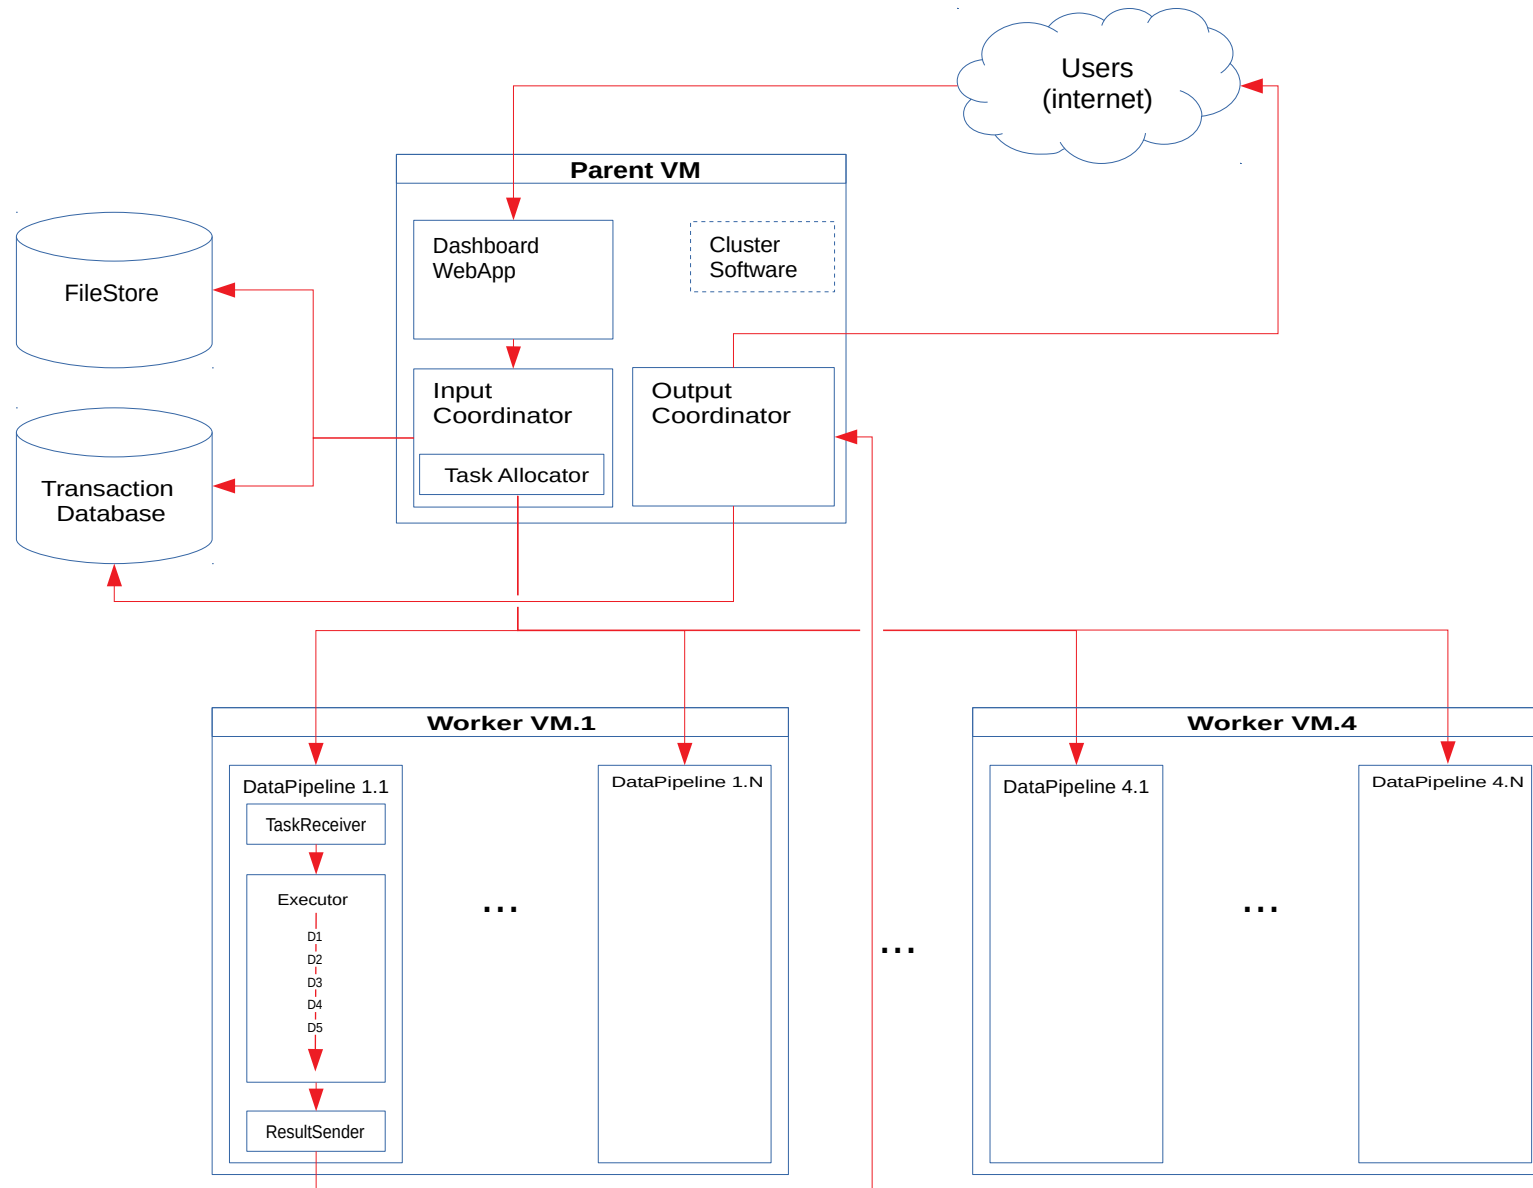 Users
(internet)
Parent VM
Dashboard
WebApp
Cluster
Software
FileStore
Input
Coordinator
Output
Coordinator
Task Allocator
Transaction
Database
Worker VM.1
Worker VM.4
DataPipeline 1.1
DataPipeline 1.N
DataPipeline 4.1
DataPipeline 4.N
TaskReceiver
Executor
...
...
...
D1
D2
D3
D4
D5
ResultSender